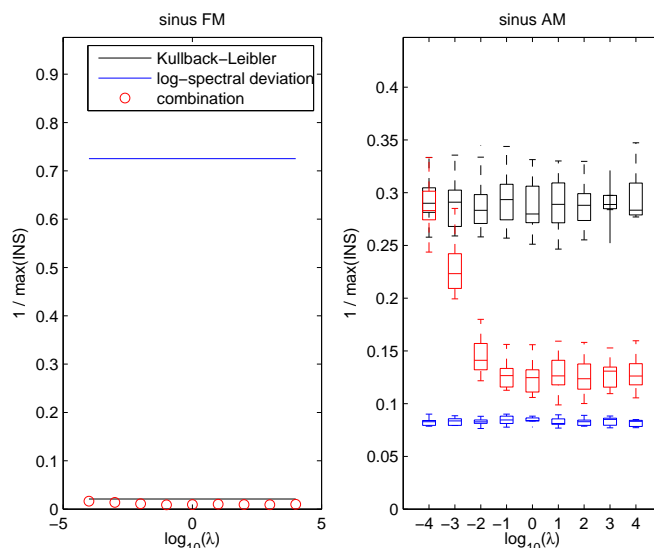 sinus FM
0.9
0.8
0.7
0.6
0.5
0.4
0.3
0.2
0.1
0
1 / max(INS)
Kullback−Leibler
log−spectral deviation
combination
−5 0 5
log10(λ)
sinus AM
0.4
0.35
0.3
0.25
0.2
0.15
0.1
0.05
0
1 / max(INS)
−4 −3 −2 −1 0 1 2 3 4
log10(λ)